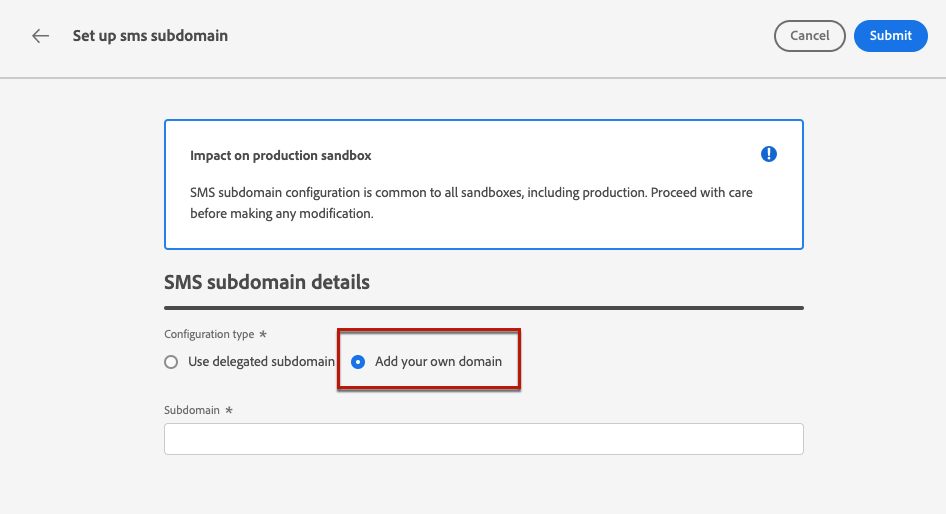 Set up sms subdomain
Cancel
Submit
Impact on production sandbox
SMS subdomain configuration is common to all sandboxes, including production. Proceed with care
before making any modification.
SMS subdomain details
Configuration type *
Use delegated subdomain
Add your own domain
Subdomain *